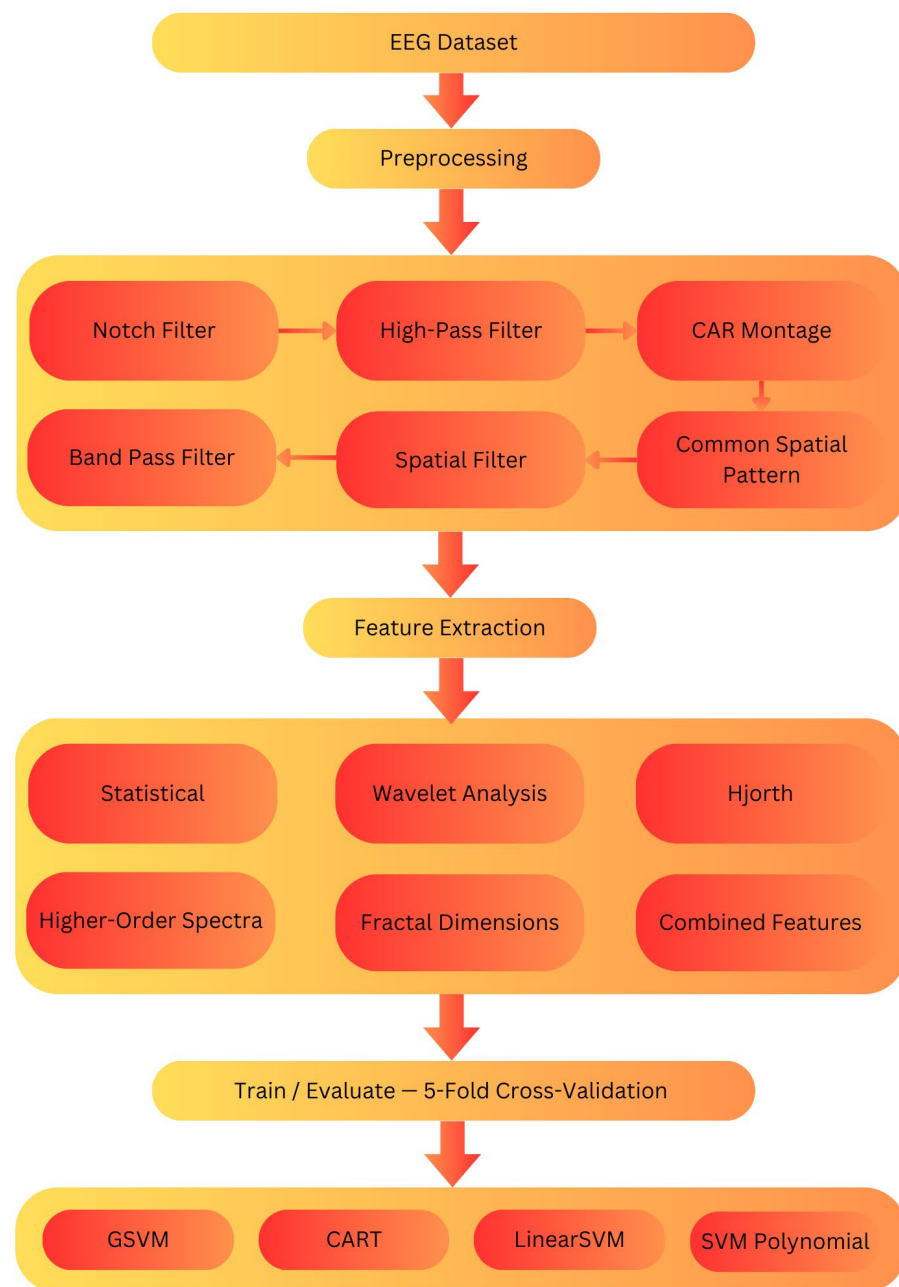 EEG Dataset
Preprocessing
Notch Filter
High-Pass Filter
CAR Montage
Band Pass Filter
Spatial Filter
Common Spatial
Pattern
Feature Extraction
Statistical
Wavelet Analysis
Hjorth
Higher-Order Spectra
Fractal Dimensions
Combined Features
Train / Evaluate — 5-Fold Cross-Validation
GSVM
CART
LinearSVM
SVM Polynomial